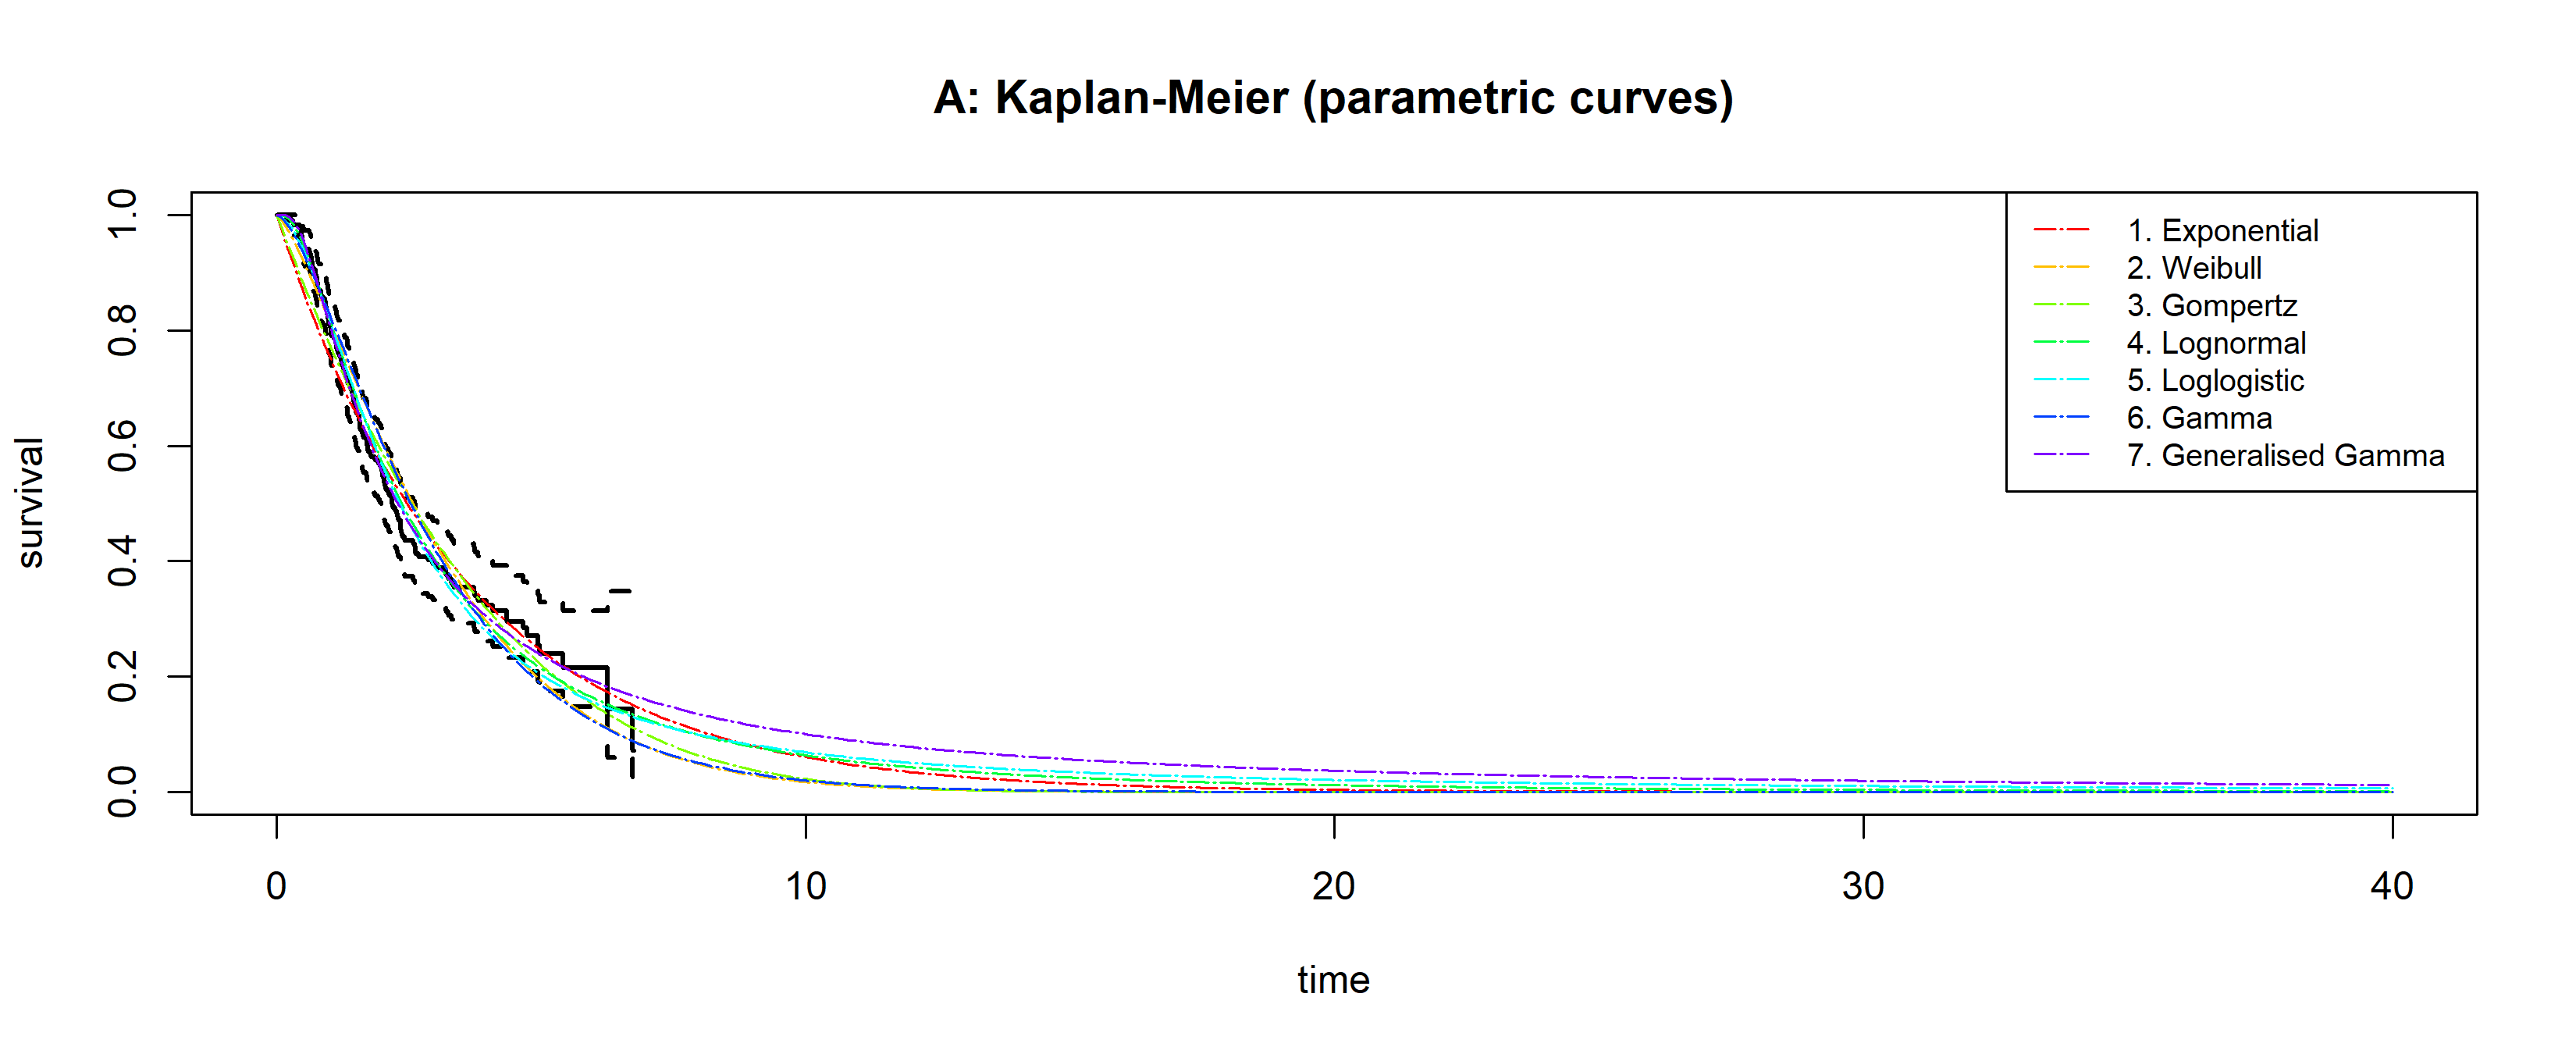 A: Kaplan-Meier (parametric curves)
survival
1.0
0.8
0.6
0.4
0.2
0.0
1. Exponential
2. Weibull
3. Gompertz
4. Lognormal
5. Loglogistic
6. Gamma
7. Generalised Gamma
0 10 20 30 40
time